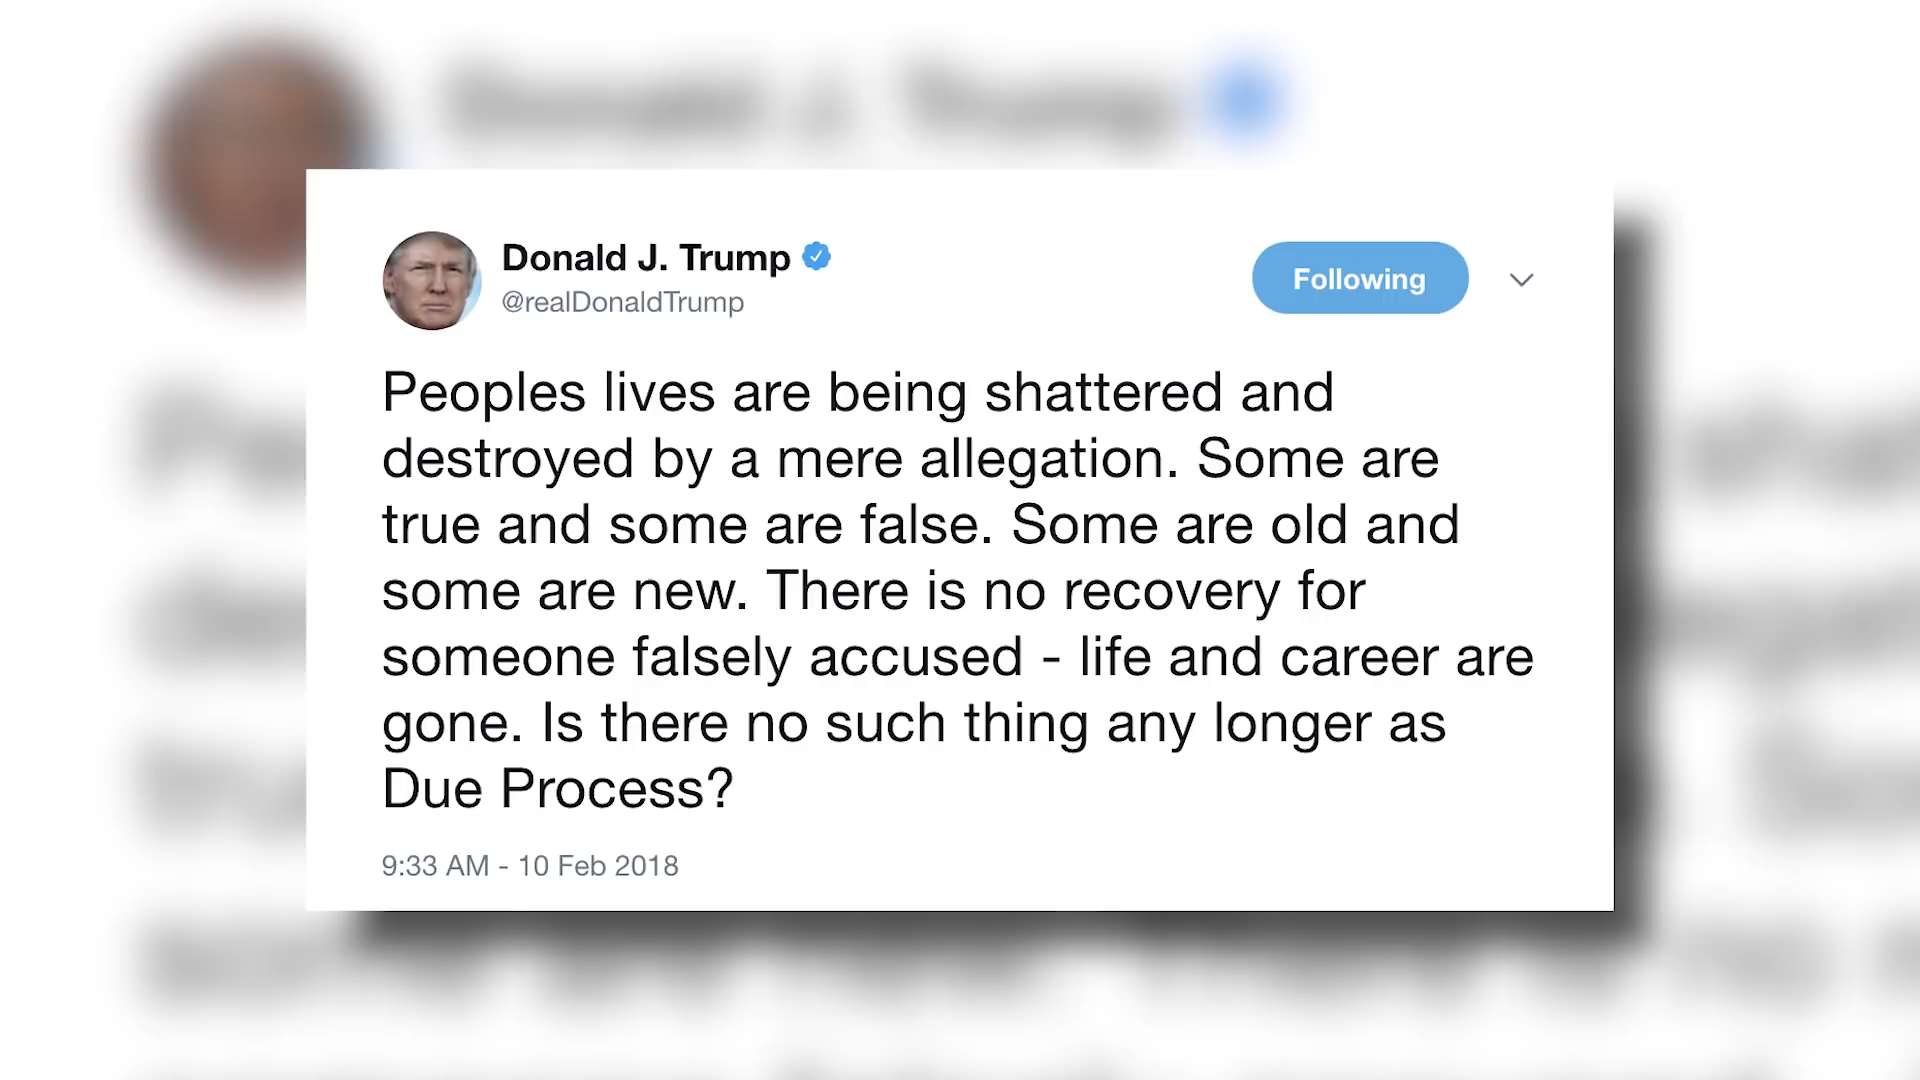 Donald J. Trump
Donald J. Trump
@realDonaldTrump
Following
Peoples lives are being shattered and
destroyed by a mere allegation. Some are
true and some are false. Some are old and
some are new. There is no recovery for
someone falsely accused - life and career are
gone. Is there no such thing any longer as
Due Process?
9:33 AM - 10 Feb 2018